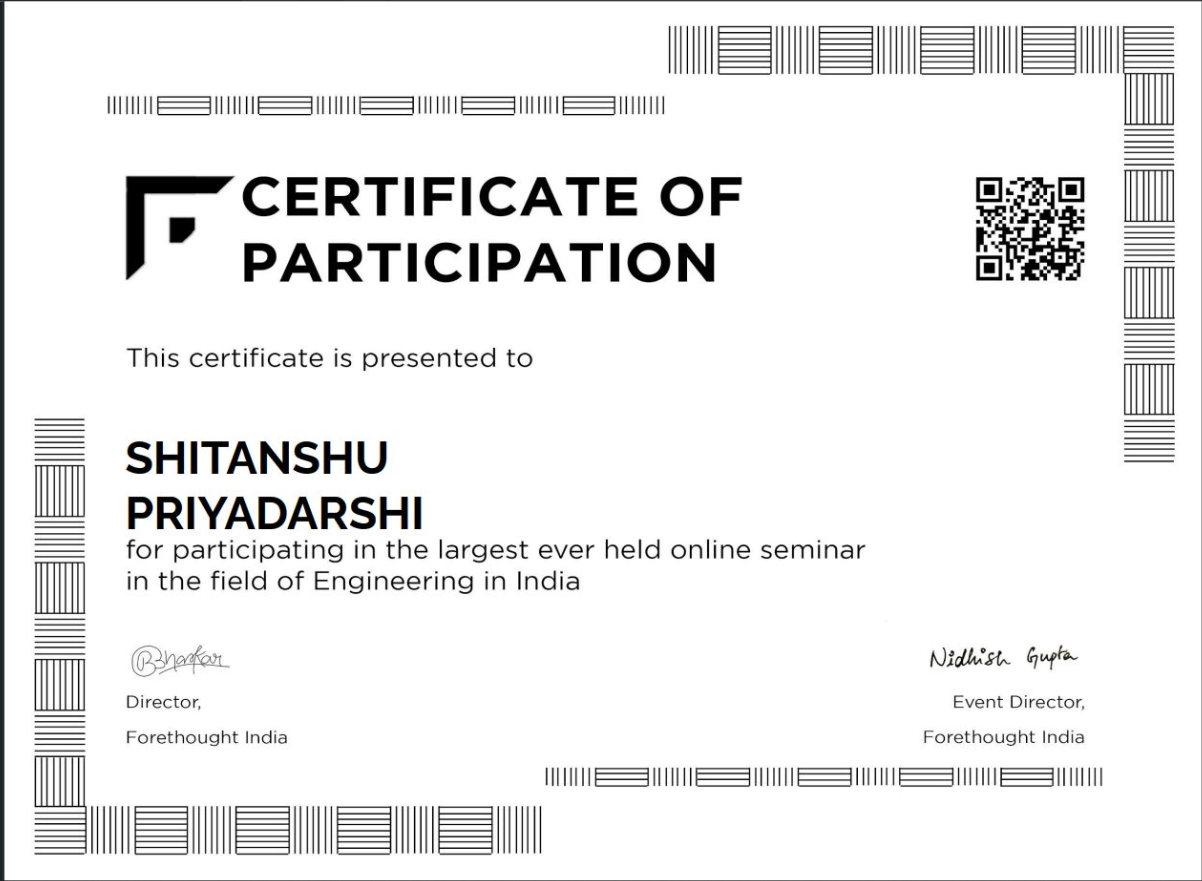 CERTIFICATE OF
PARTICIPATION
This certificate is presented to
SHITANSHU
PRIYADARSHI
for participating in the largest ever held online seminar
in the field of Engineering in India
Bhaskar
Director,
Forethought India
Nidhish Gupta
Event Director,
Forethought India